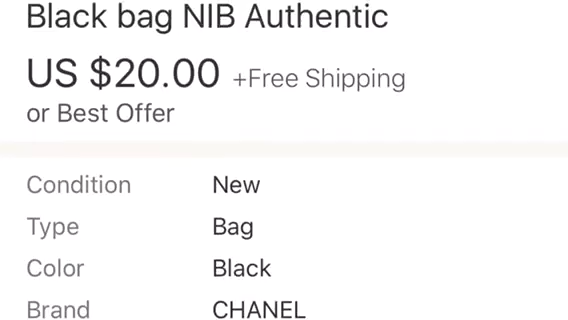 Black bag NIB Authentic
US $20.00 +Free Shipping
or Best Offer
Condition New
Type Bag
Color Black
Brand CHANEL